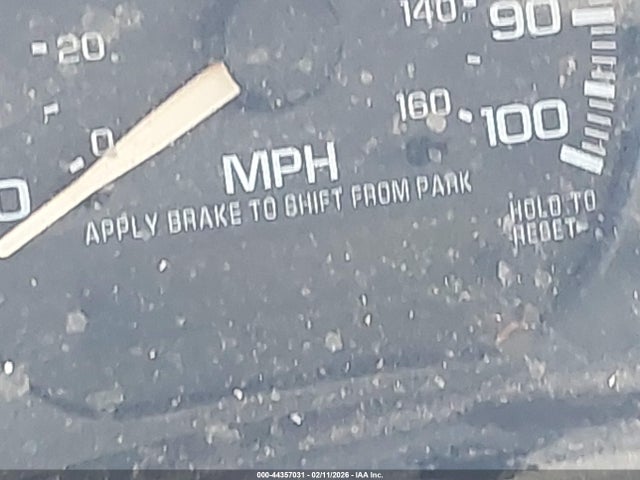 140
90
20
160
100
0
0
MPH
APPLY BRAKE TO SHIFT FROM PARK
HOLD TO
RESET
000-44357031 - 02/11/2026 - IAA Inc.